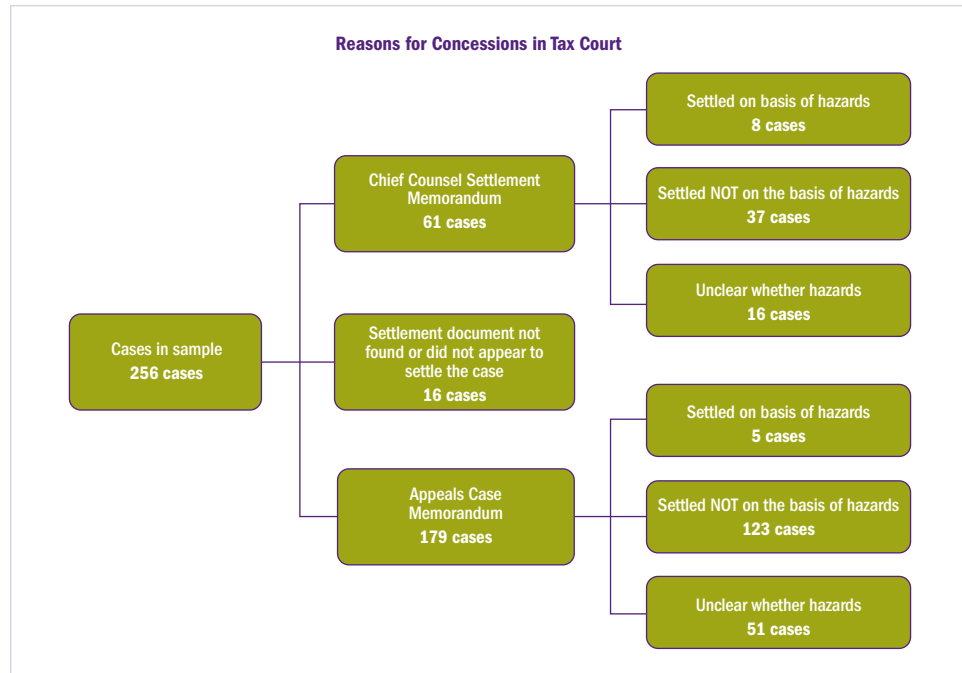 Reasons for Concessions in Tax Court
Cases in sample
256 cases
Chief Counsel Settlement
Memorandum
61 cases
Settled on basis of hazards
8 cases
Settled NOT on the basis of hazards
37 cases
Unclear whether hazards
16 cases
Settlement document not
found or did not appear to
settle the case
16 cases
Appeals Case
Memorandum
179 cases
Settled on basis of hazards
5 cases
Settled NOT on the basis of hazards
123 cases
Unclear whether hazards
51 cases